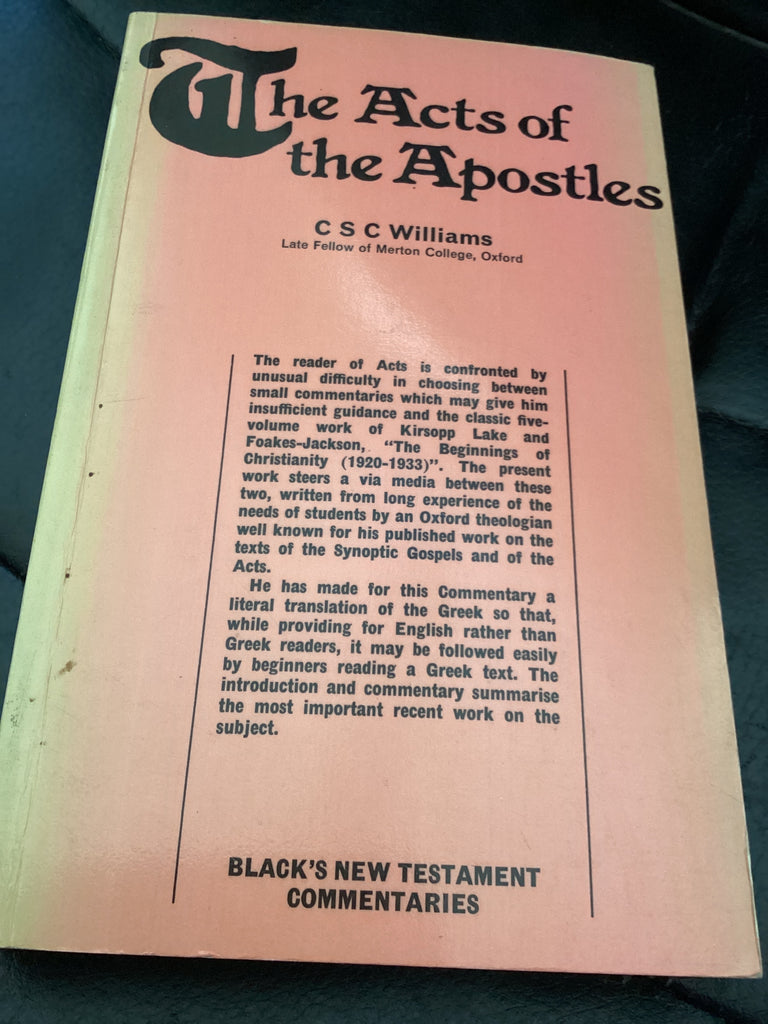 The Acts of
the Apostles
C S C Williams
Late Fellow of Merton College, Oxford
The reader of Acts is confronted by
unusual difficulty in choosing between
small commentaries which may give him
insufficient guidance and the classic five-
volume work of Kirsopp Lake and
Foakes-Jackson, "The Beginnings of
Christianity (1920-1933)". The present
work steers a via media between these
two, written from long experience of the
needs of students by an Oxford theologian
well known for his published work on the
texts of the Synoptic Gospels and of the
Acts.
He has made for this Commentary a
literal translation of the Greek so that,
while providing for English rather than
Greek readers, it may be followed easily
by beginners reading a Greek text. The
introduction and commentary summarise
the most important recent work on the
subject.
BLACK'S NEW TESTAMENT
COMMENTARIES